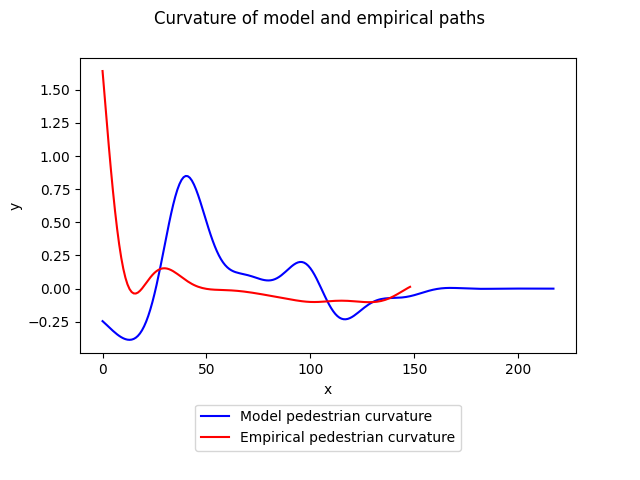 Curvature of model and empirical paths
1.50
1.25
1.00
0.75
0.50
0.25
0.00
−0.25
y
0 50 100 150 200
x
Model pedestrian curvature
Empirical pedestrian curvature